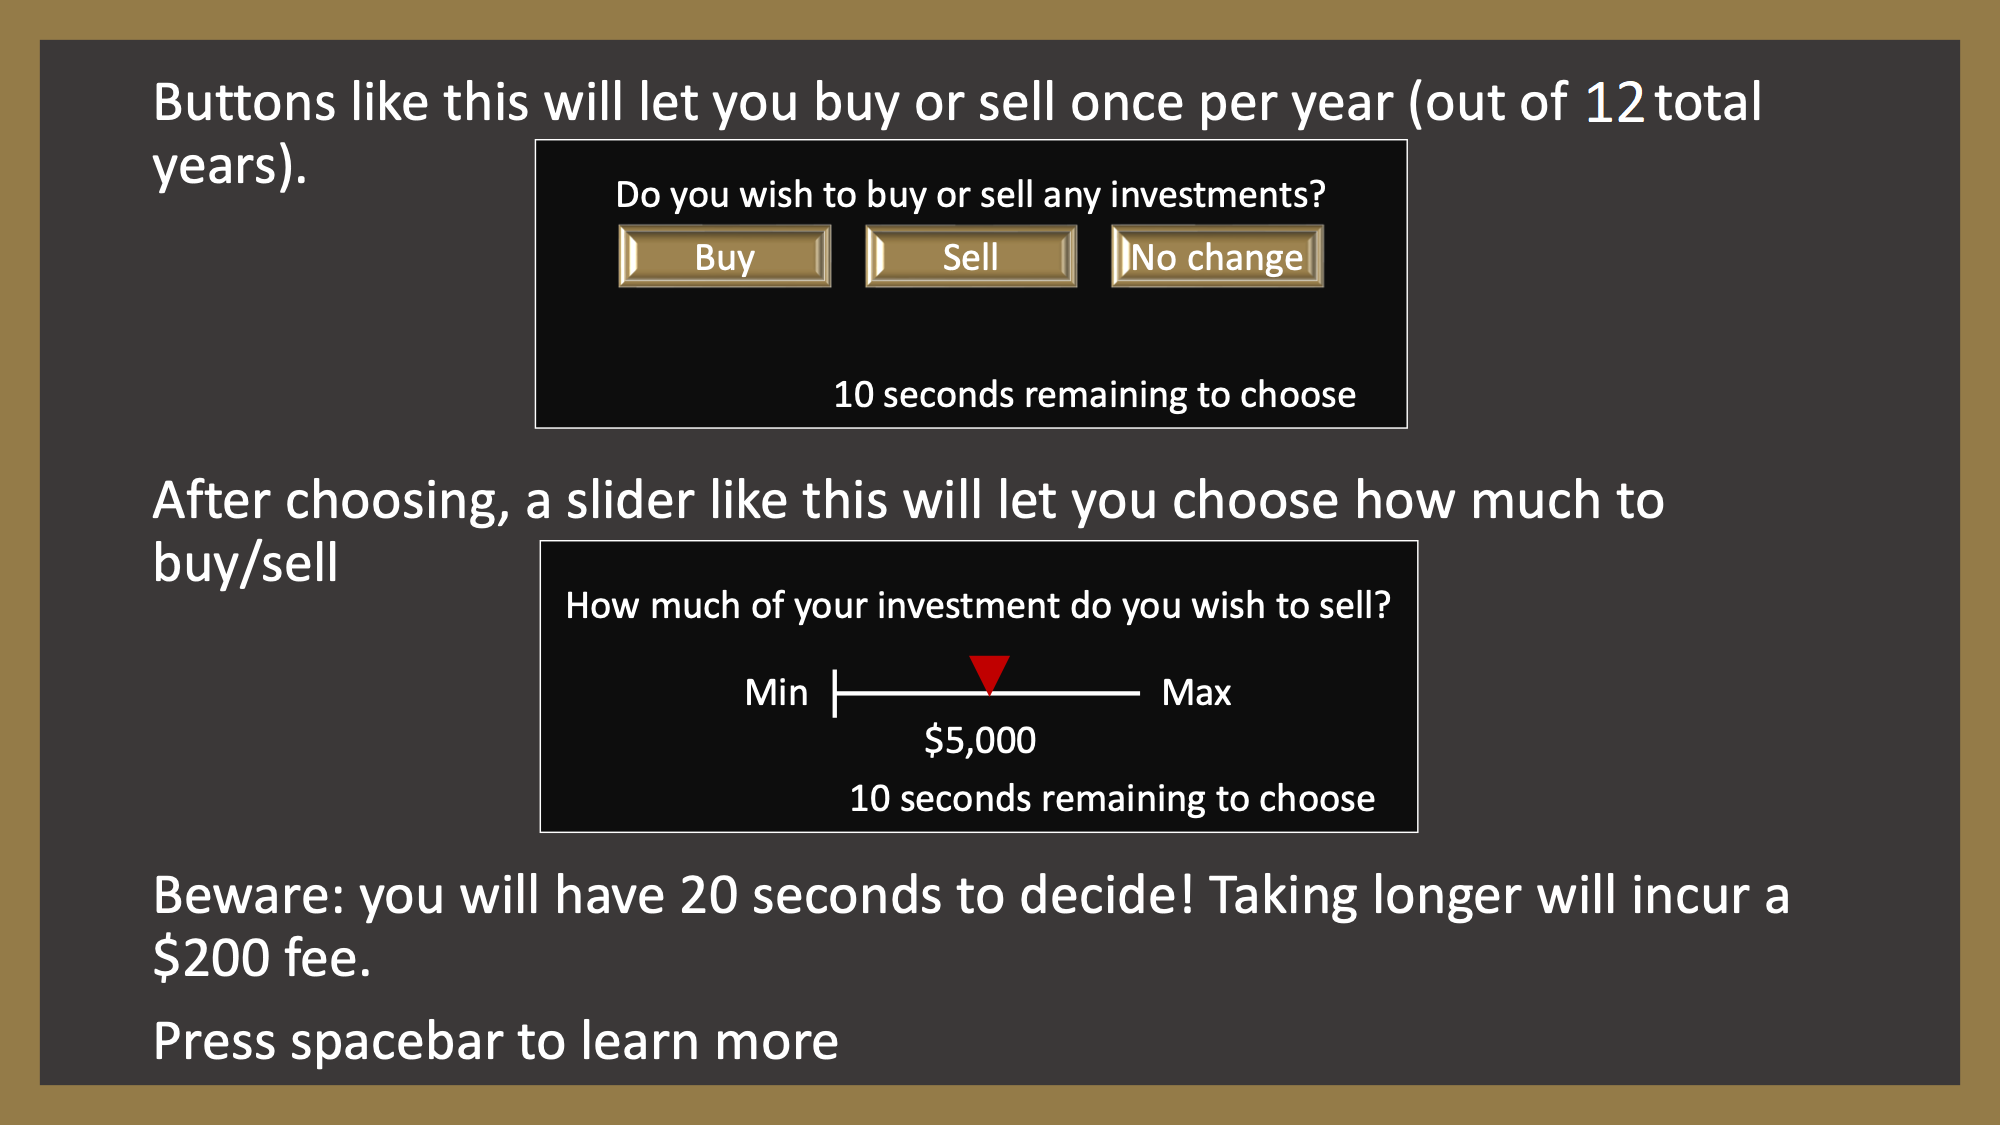 Buttons like this will let you buy or sell once per year (out of 12 total
years).
Do you wish to buy or sell any investments?
Buy Sell No change
10 seconds remaining to choose
After choosing, a slider like this will let you choose how much to
buy/sell
How much of your investment do you wish to sell?
Min Max
$5,000
10 seconds remaining to choose
Beware: you will have 20 seconds to decide! Taking longer will incur a
$200 fee.
Press spacebar to learn more